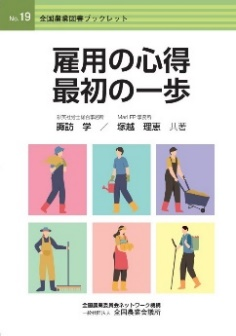 No.19 全国農業図書ブックレット
雇用の心得
最初の一歩
諏訪 学 / 塚越 理恵 共著
全国農業委員会ネットワーク機構
一般社団法人 全国農業会議所